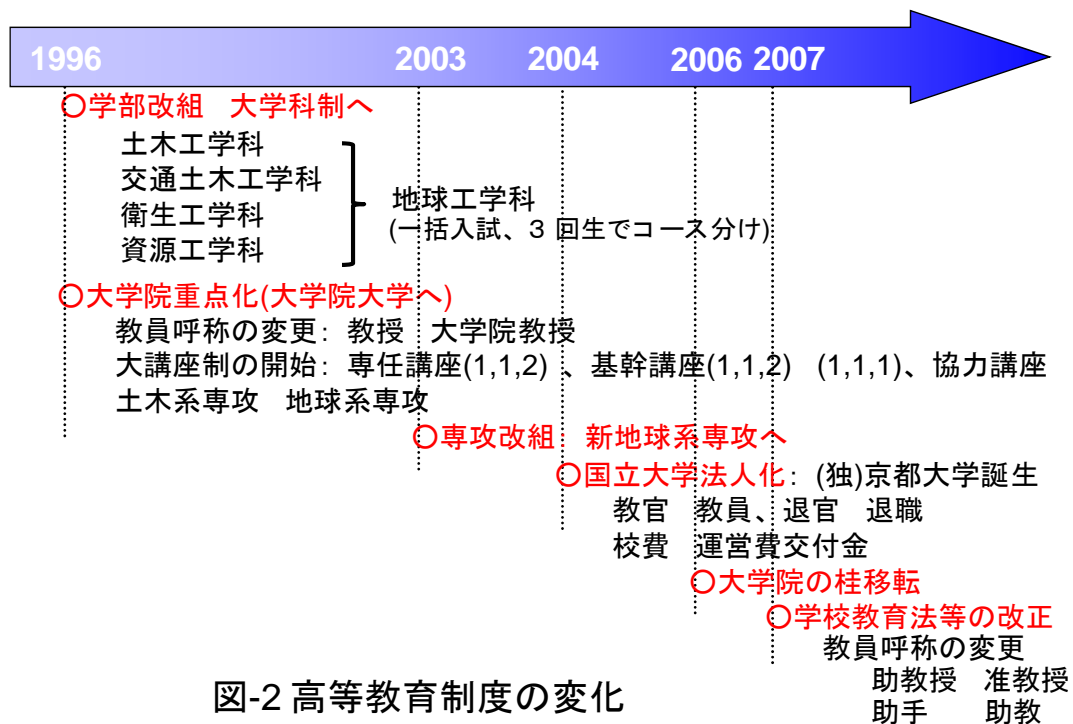 1996 2003 2004 2006 2007
○学部改組 大学科制へ
土木工学科
交通土木工学科
衛生工学科
資源工学科
地球工学科
(一括入試、3 回生でコース分け)
○大学院重点化(大学院大学へ)
教員呼称の変更: 教授 大学院教授
大講座制の開始: 専任講座(1,1,2) 、基幹講座(1,1,2) (1,1,1)、協力講座
土木系専攻 地球系専攻
○専攻改組: 新地球系専攻へ
○国立大学法人化: (独)京都大学誕生
教官 教員、退官 退職
校費 運営費交付金
○大学院の桂移転
○学校教育法等の改正
教員呼称の変更
助教授 准教授
助手 助教
図-2 高等教育制度の変化